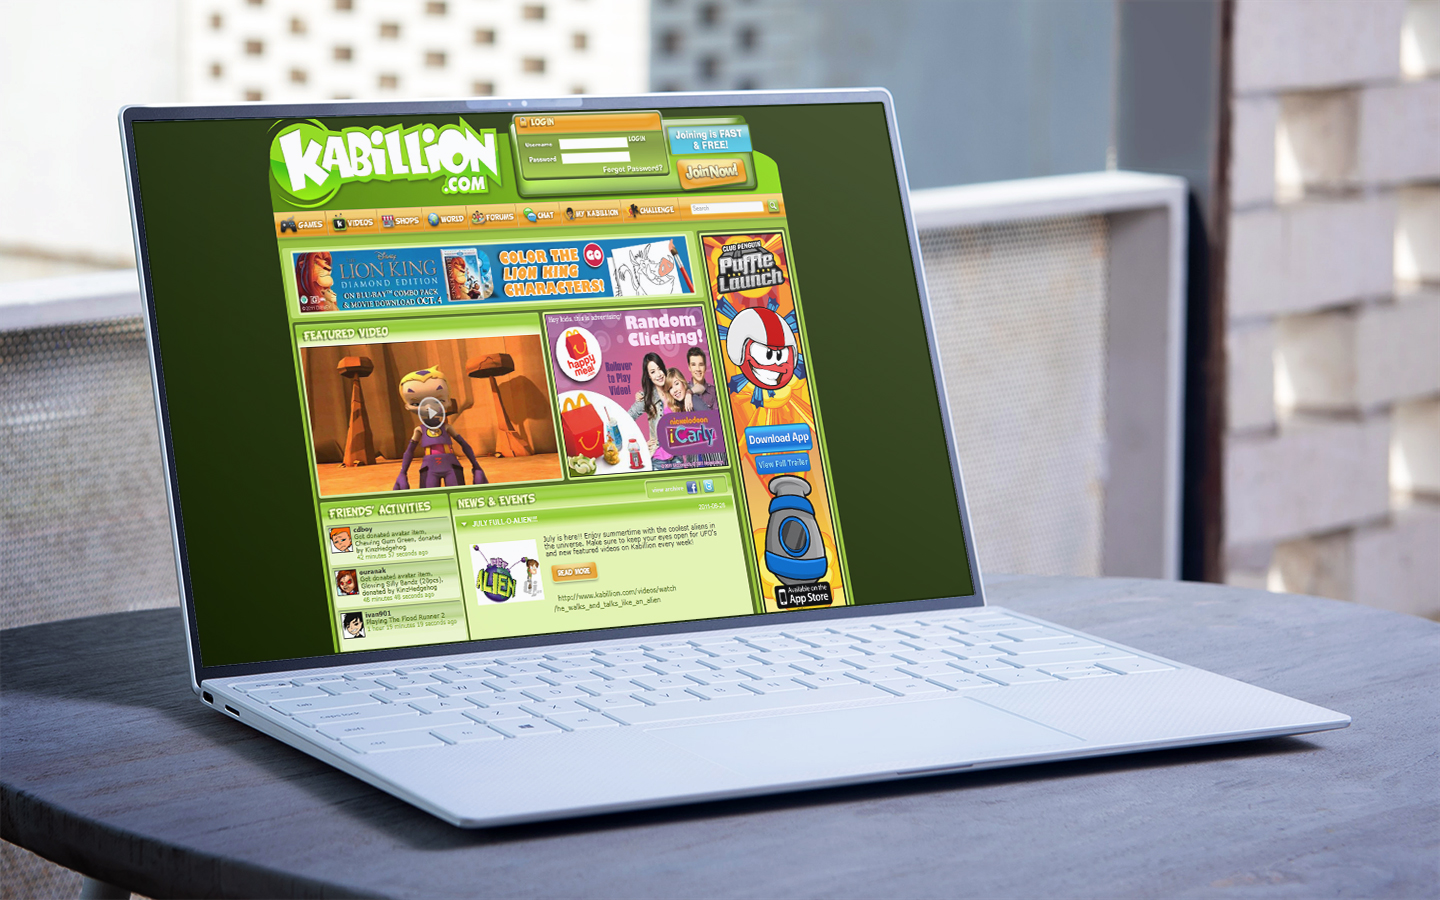 KABILLION
.COM
LOG IN
Username
LOG IN
Password
Forgot Password?
Joining is FAST
& FREE!
Join Now!
GAMES
VIDEOS
SHOPS
WORLD
FORUMS
CHAT
MY KABILLION
CHALLENGE
Search
Disney
THE
LION KING
DIAMOND EDITION
ON BLU-RAY™ COMBO PACK
& MOVIE DOWNLOAD OCT. 4
COLOR THE
LION KING
CHARACTERS!
GO
CLUB PENGUIN
Puffle
Launch
Download App
View Full Trailer
Available on the
App Store
FEATURED VIDEO
Hey kids, this is advertising!
Random
Clicking!
happy
meal
Rollover
to Play
Video!
nickelodeon
iCarly
FRIENDS' ACTIVITIES
cdboy
Got donated avatar item,
Chewing Gum Green, donated
by KinzHedgehog
42 minutes 57 seconds ago
ouranak
Got donated avatar item,
Glowing Silly Bandz (20pcs),
donated by KinzHedgehog
48 minutes 48 seconds ago
ivan901
Playing The Flood Runner 2
1 hour 19 minutes 19 seconds ago
NEWS & EVENTS
2011-08-26
JULY FULL-O-ALIEN!!!
ALIEN
July is here!! Enjoy summertime with the coolest aliens in
the universe. Make sure to keep your eyes open for UFO's
and new featured videos on Kabillion every week!
READ MORE
http://www.kabillion.com/videos/watch
/he_walks_and_talks_like_an_alien